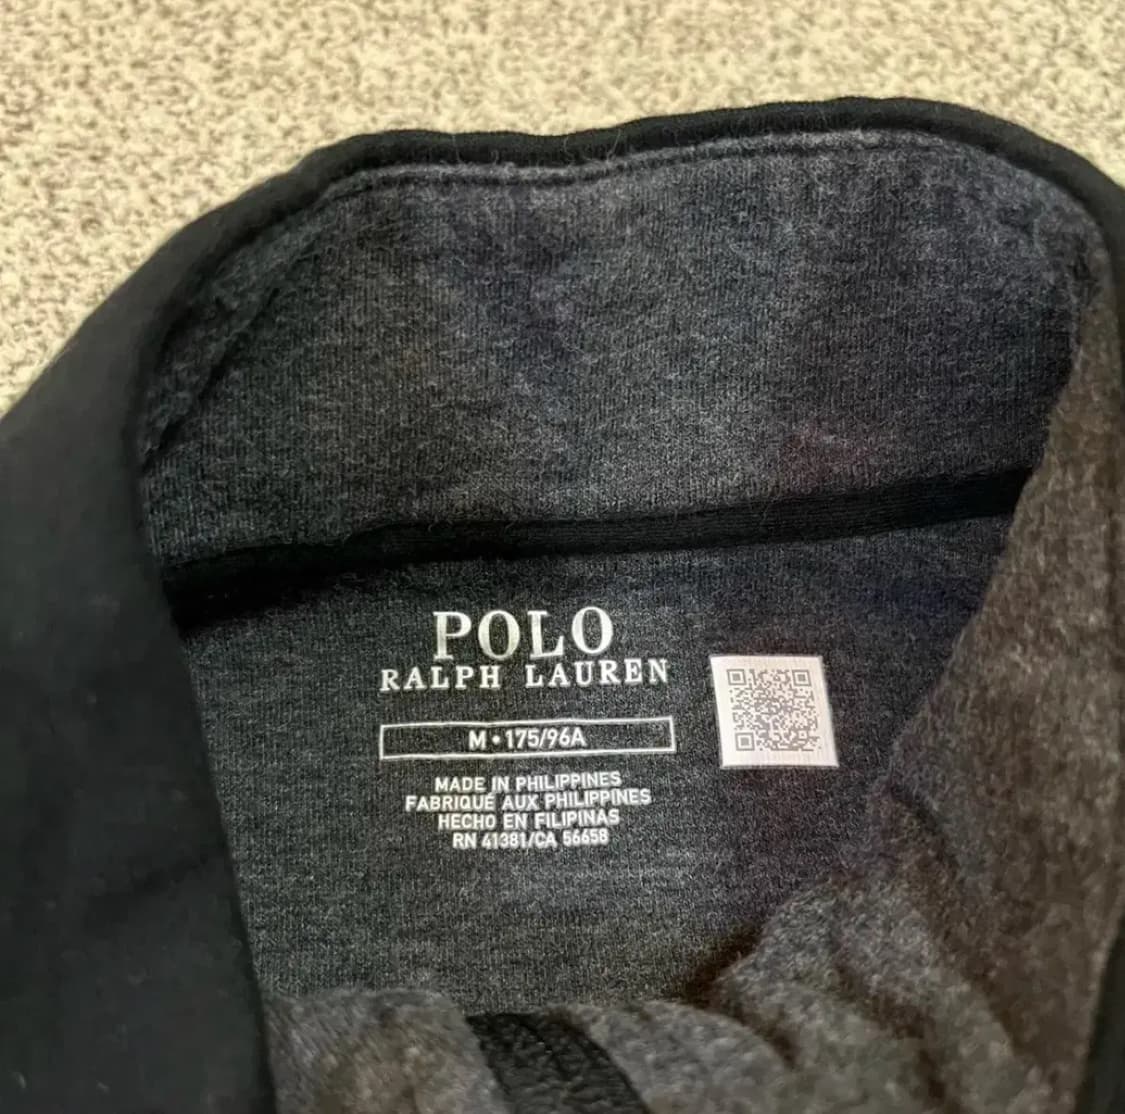 POLO
RALPH LAUREN
M • 175/96A
MADE IN PHILIPPINES
FABRIQUÉ AUX PHILIPPINES
HECHO EN FILIPINAS
RN 41381/CA 56658